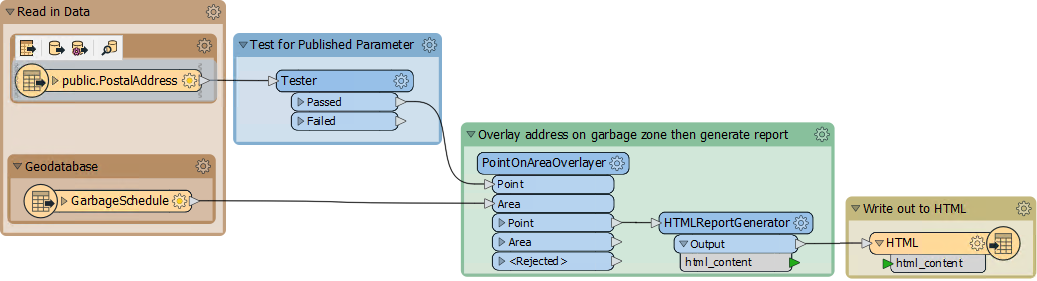 Read in Data
public.PostalAddress
Geodatabase
GarbageSchedule
Test for Published Parameter
Tester
Passed
Failed
Overlay address on garbage zone then generate report
PointOnAreaOverlayer
Point
Area
Point
Area
<Rejected>
HTMLReportGenerator
Output
html_content
Write out to HTML
HTML
html_content